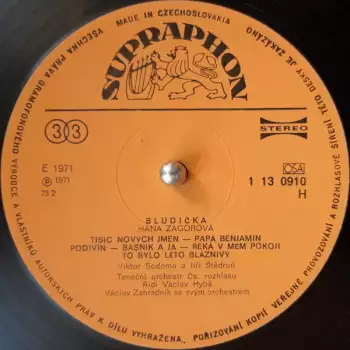 MADE IN CZECHOSLOVAKIA
VŠECHNA PRÁVA GRAMOFONOVÉHO VÝROBCE A VLASTNÍKŮ AUTORSKÝCH PRÁV K DÍLU VYHRAŽENA, POŘIZOVÁNÍ KOPIÍ VEŘEJNÉ PROVOZOVÁNÍ A ROZHLASOVÉ ŠÍŘENÍ TÉTO DESKY JE ZAKÁZÁNO
SUPRAPHON
33
STEREO
E 1971
Ⓟ 1971
73 2
OSA
1 13 0910
H
BLUDIČKA
HANA ZAGOROVÁ
TISÍC NOVÝCH JMEN — PAPA BENJAMIN
PODIVÍN — BÁSNÍK A JÁ — ŘEKA V MÉM POKOJI
TO BYLO LÉTO BLÁZNIVÝ
Viktor Sodoma a Jiří Štědroň
Taneční orchestr Čs. rozhlasu
Řídí Václav Hybš
Václav Zahradník se svým orchestrem